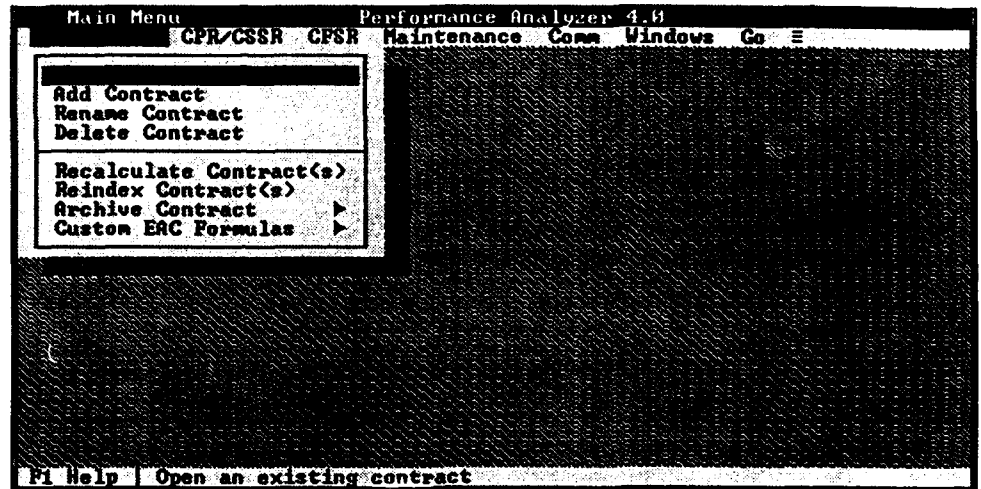 Main Menu Performance Analyzer 4.0
CPR/CSSR CFSR Maintenance Comm Windows Go ≡
Add Contract
Rename Contract
Delete Contract
Recalculate Contract(s)
Reindex Contract(s)
Archive Contract ►
Custom EAC Formulas ►
F1 Help | Open an existing contract